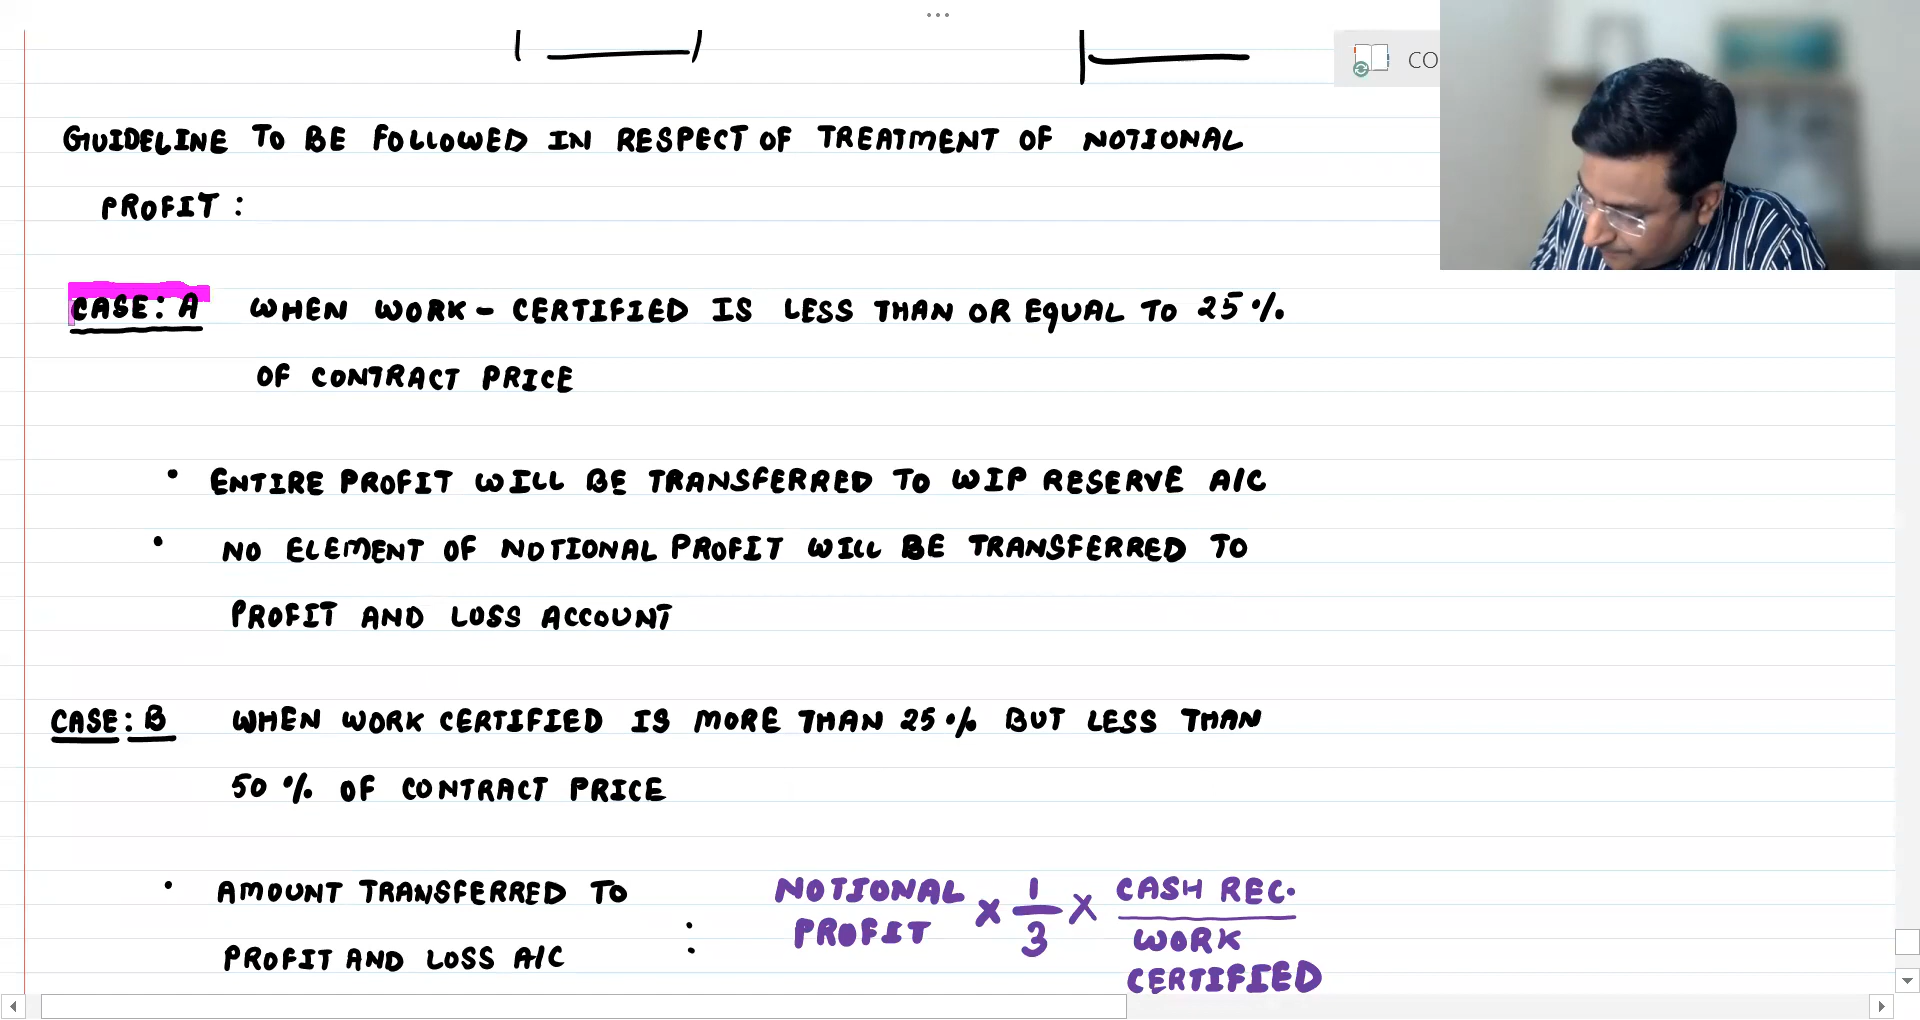 CO
GUIDELINE TO BE FOLLOWED IN RESPECT OF TREATMENT OF NOTIONAL
PROFIT :
CASE: A WHEN WORK - CERTIFIED IS LESS THAN OR EQUAL TO 25%
OF CONTRACT PRICE
• ENTIRE PROFIT WILL BE TRANSFERRED TO WIP RESERVE A/C
• NO ELEMENT OF NOTIONAL PROFIT WILL BE TRANSFERRED TO
PROFIT AND LOSS ACCOUNT
CASE: B WHEN WORK CERTIFIED IS MORE THAN 25% BUT LESS THAN
50% OF CONTRACT PRICE
• AMOUNT TRANSFERRED TO
PROFIT AND LOSS A/C :
NOTIONAL PROFIT × 1/3 × CASH REC. / WORK CERTIFIED